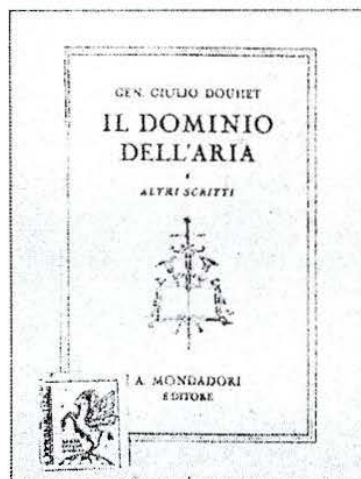 GEN. GIULIO DOUHET
IL DOMINIO
DELL'ARIA
E
ALTRI SCRITTI
A. MONDADORI
EDITORE